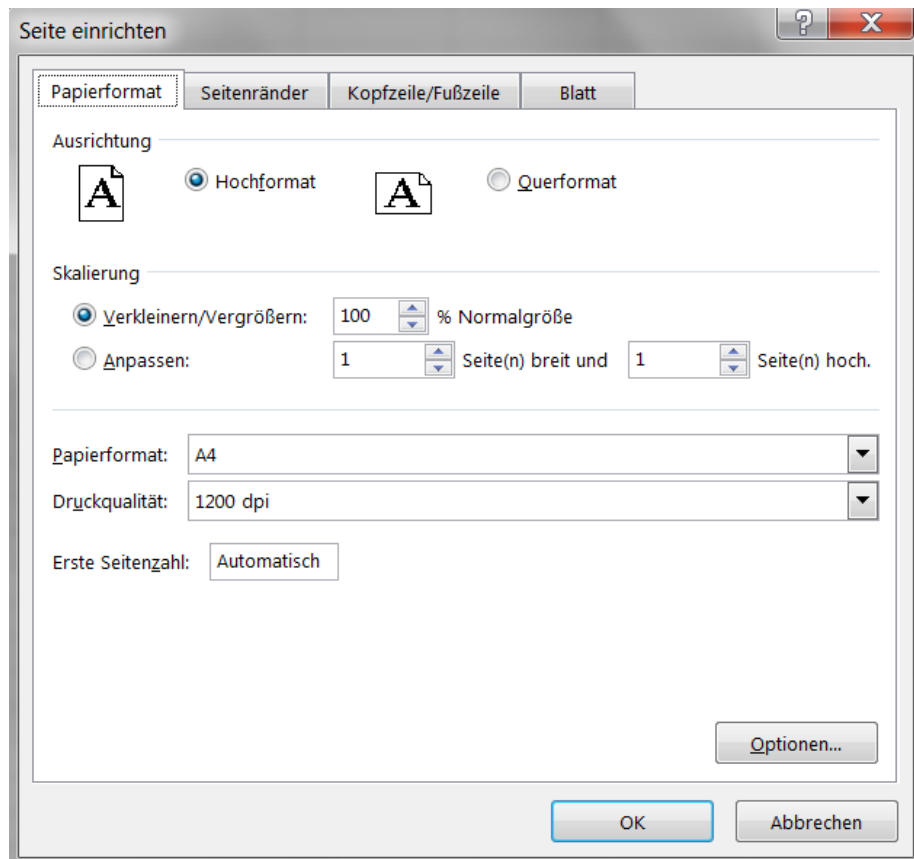 Seite einrichten
Papierformat Seitenränder Kopfzeile/Fußzeile Blatt
Ausrichtung
A Hochformat A Querformat
Skalierung
Verkleinern/Vergrößern: 100 % Normalgröße
Anpassen: 1 Seite(n) breit und 1 Seite(n) hoch.
Papierformat: A4
Druckqualität: 1200 dpi
Erste Seitenzahl: Automatisch
Optionen...
OK Abbrechen